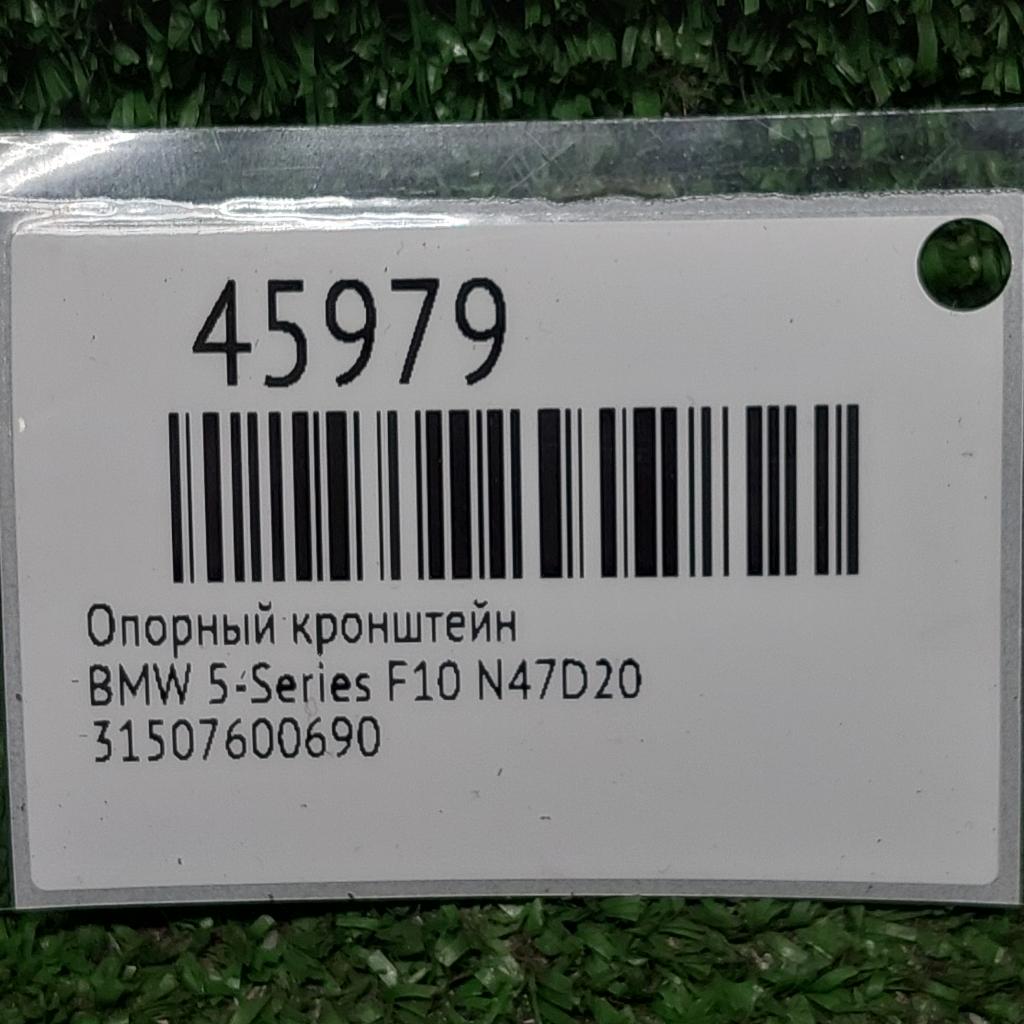 45979
Опорный кронштейн
BMW 5-Series F10 N47D20
31507600690